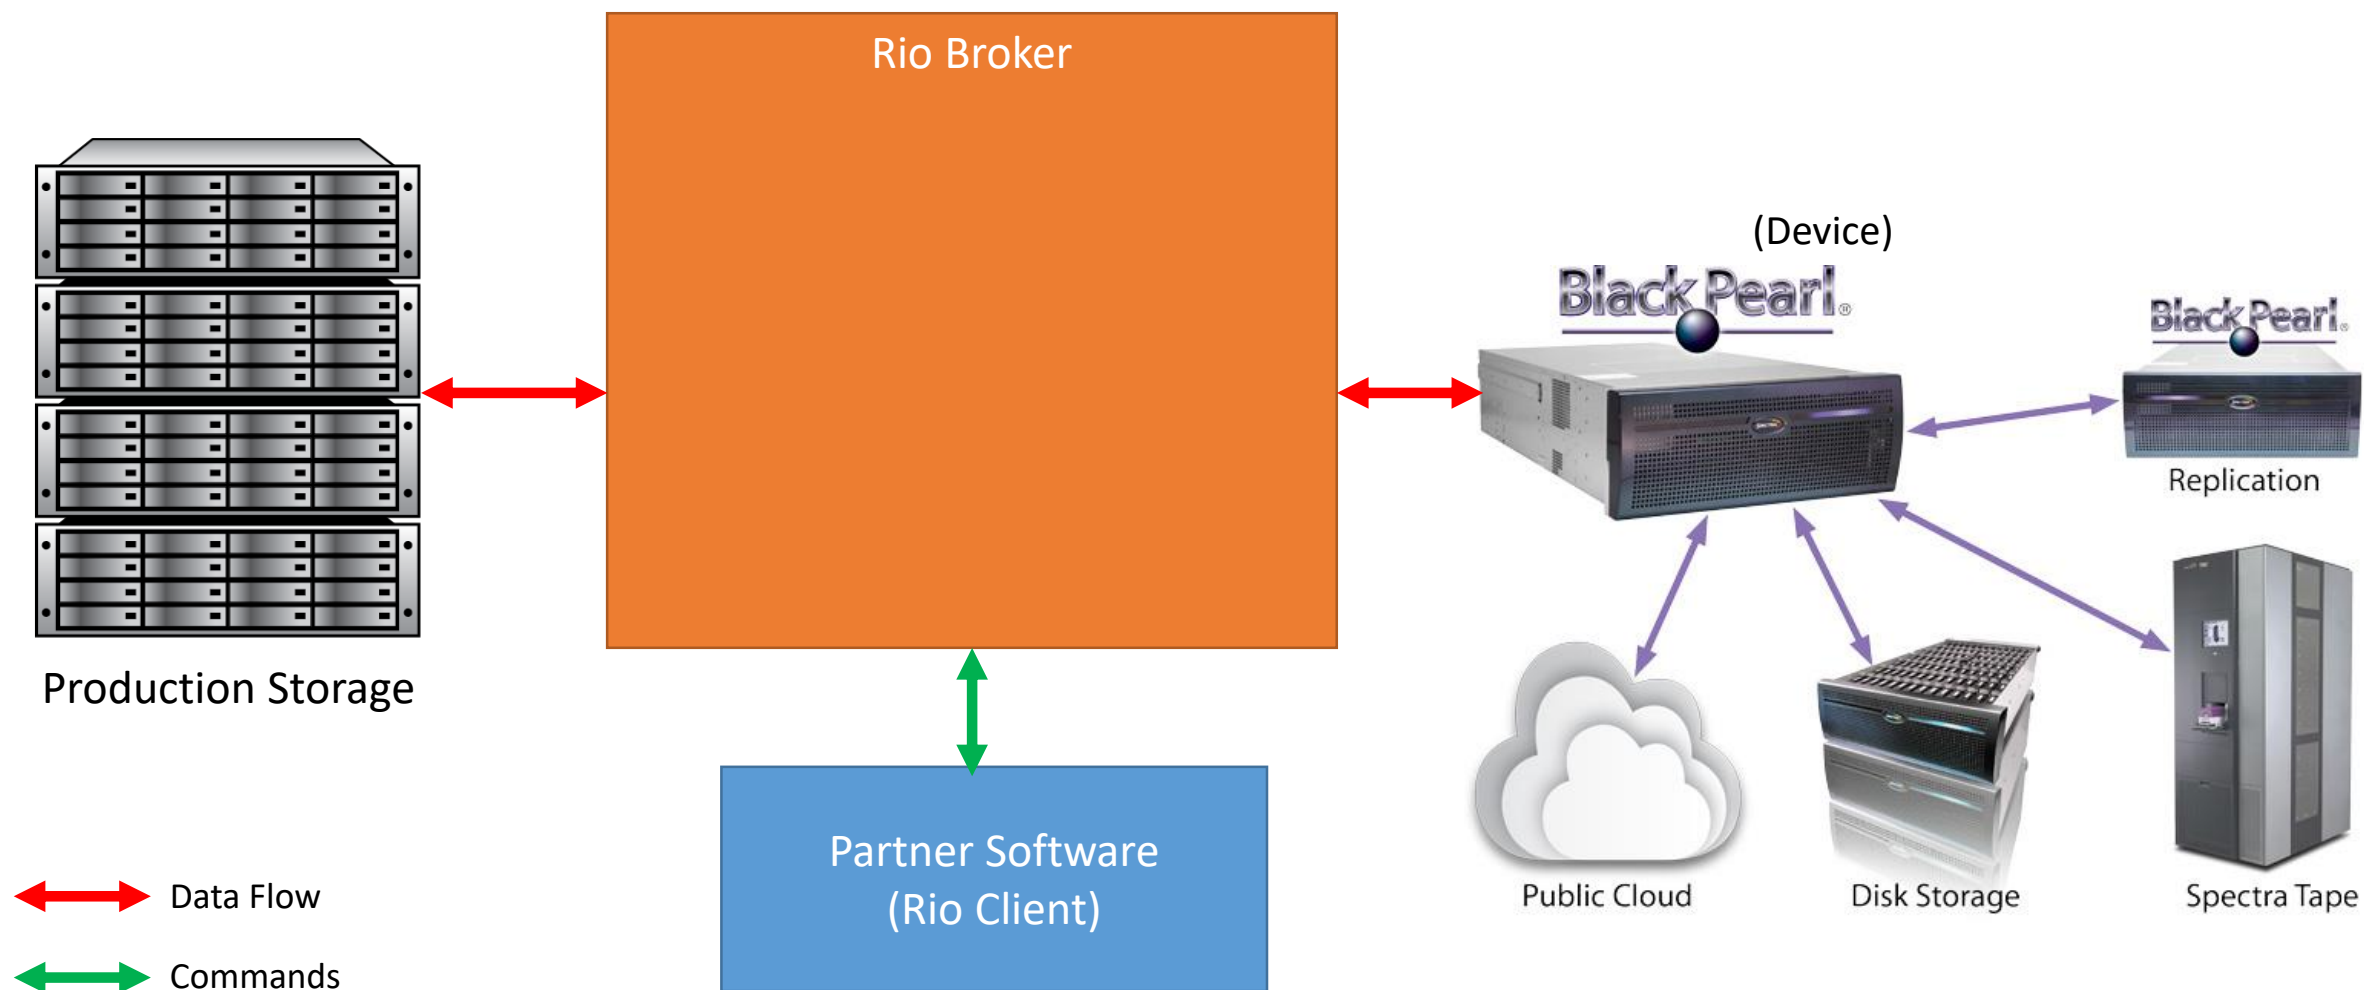 Rio Broker
(Device)
BlackPearl®
BlackPearl®
Replication
Production Storage
Partner Software
(Rio Client)
Public Cloud
Disk Storage
Spectra Tape
Data Flow
Commands